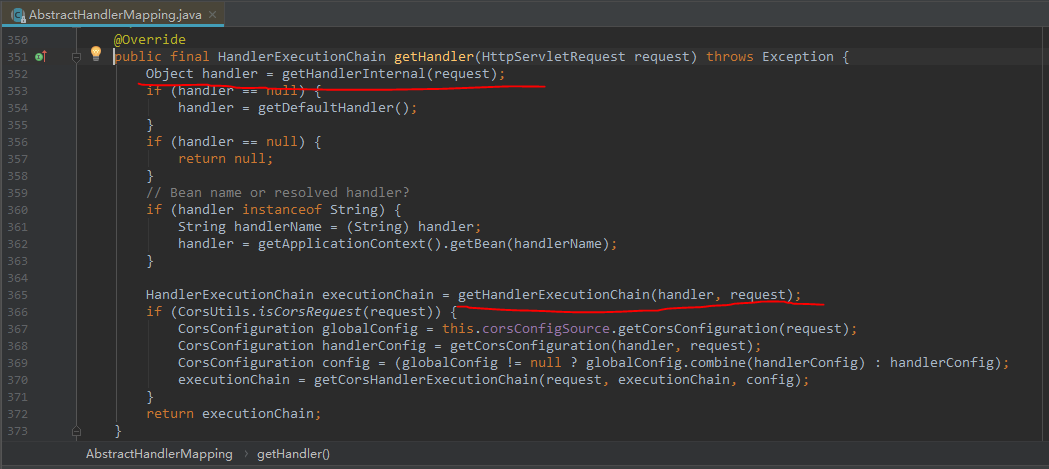 AbstractHandlerMapping.java
350 @Override
351 public final HandlerExecutionChain getHandler(HttpServletRequest request) throws Exception {
352 Object handler = getHandlerInternal(request);
353 if (handler == null) {
354 handler = getDefaultHandler();
355 }
356 if (handler == null) {
357 return null;
358 }
359 // Bean name or resolved handler?
360 if (handler instanceof String) {
361 String handlerName = (String) handler;
362 handler = getApplicationContext().getBean(handlerName);
363 }
364
365 HandlerExecutionChain executionChain = getHandlerExecutionChain(handler, request);
366 if (CorsUtils.isCorsRequest(request)) {
367 CorsConfiguration globalConfig = this.corsConfigSource.getCorsConfiguration(request);
368 CorsConfiguration handlerConfig = getCorsConfiguration(handler, request);
369 CorsConfiguration config = (globalConfig != null ? globalConfig.combine(handlerConfig) : handlerConfig);
370 executionChain = getCorsHandlerExecutionChain(request, executionChain, config);
371 }
372 return executionChain;
373 }
AbstractHandlerMapping › getHandler()